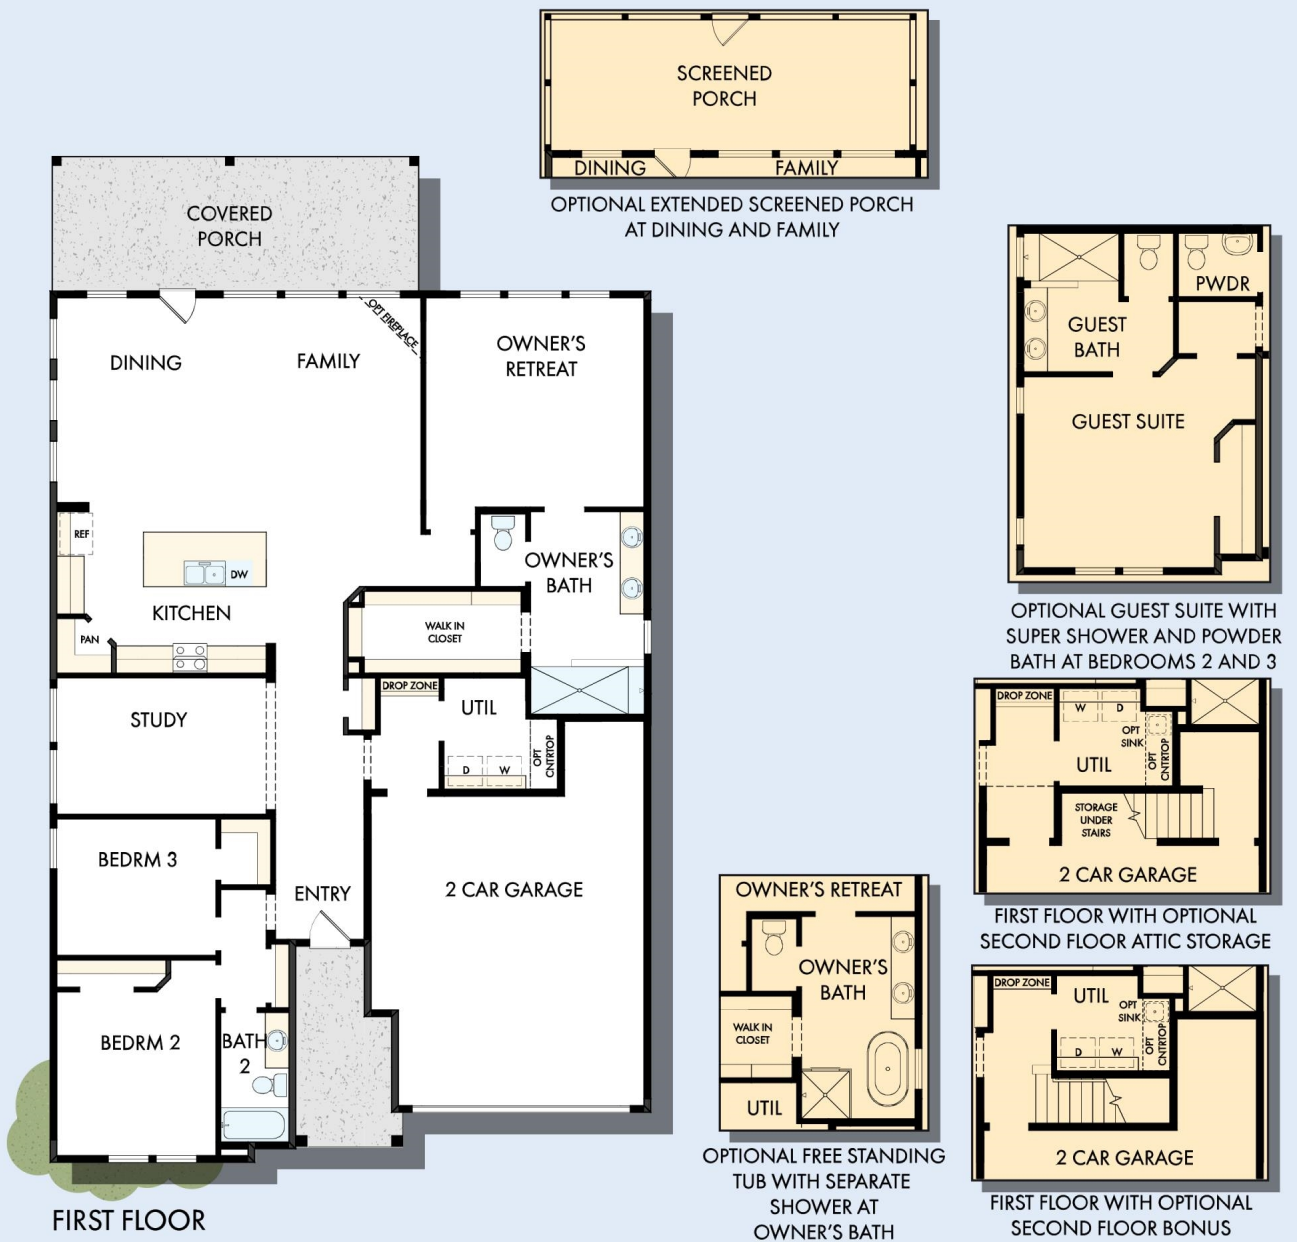 SCREENED
PORCH
DINING
FAMILY
OPTIONAL EXTENDED SCREENED PORCH
AT DINING AND FAMILY
COVERED
PORCH
OPT FIREPLACE
DINING
FAMILY
OWNER'S
RETREAT
REF
DW
KITCHEN
PAN
OWNER'S
BATH
WALK IN
CLOSET
DROP ZONE
UTIL
D
W
OPT
CNTRTOP
STUDY
BEDRM 3
ENTRY
2 CAR GARAGE
BEDRM 2
BATH
2
FIRST FLOOR
PWDR
GUEST
BATH
GUEST SUITE
OPTIONAL GUEST SUITE WITH
SUPER SHOWER AND POWDER
BATH AT BEDROOMS 2 AND 3
DROP ZONE
W
D
OPT
SINK
OPT
CNTRTOP
UTIL
STORAGE
UNDER
STAIRS
2 CAR GARAGE
FIRST FLOOR WITH OPTIONAL
SECOND FLOOR ATTIC STORAGE
OWNER'S RETREAT
OWNER'S
BATH
WALK IN
CLOSET
UTIL
OPTIONAL FREE STANDING
TUB WITH SEPARATE
SHOWER AT
OWNER'S BATH
DROP ZONE
UTIL
OPT
SINK
OPT
CNTRTOP
D
W
2 CAR GARAGE
FIRST FLOOR WITH OPTIONAL
SECOND FLOOR BONUS